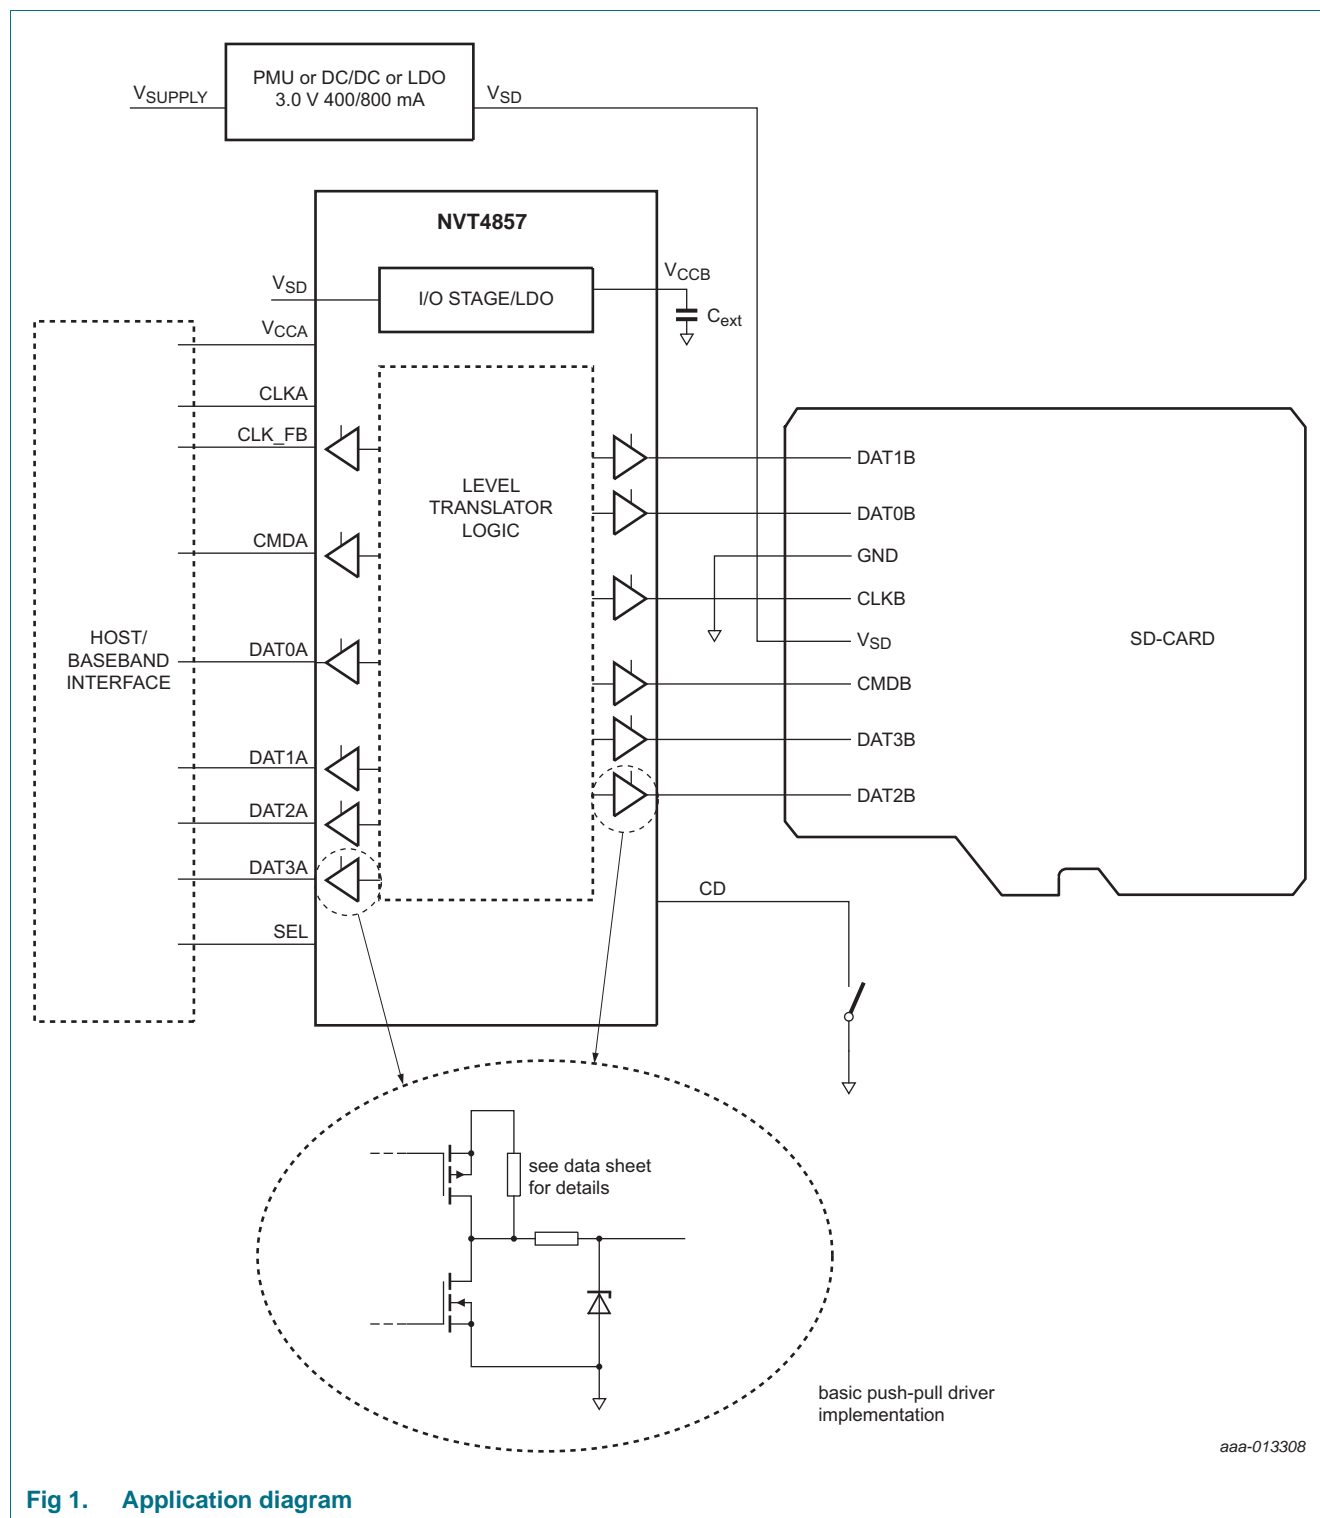 PMU or DC/DC or LDO
3.0 V 400/800 mA
VSUPPLY
VSD
NVT4857
VSD
I/O STAGE/LDO
VCCB
Cext
VCCA
CLKA
CLK_FB
CMDA
DAT0A
DAT1A
DAT2A
DAT3A
SEL
HOST/
BASEBAND
INTERFACE
LEVEL
TRANSLATOR
LOGIC
DAT1B
DAT0B
GND
CLKB
VSD
CMDB
DAT3B
DAT2B
SD-CARD
CD
see data sheet
for details
basic push-pull driver
implementation
aaa-013308
Fig 1. Application diagram